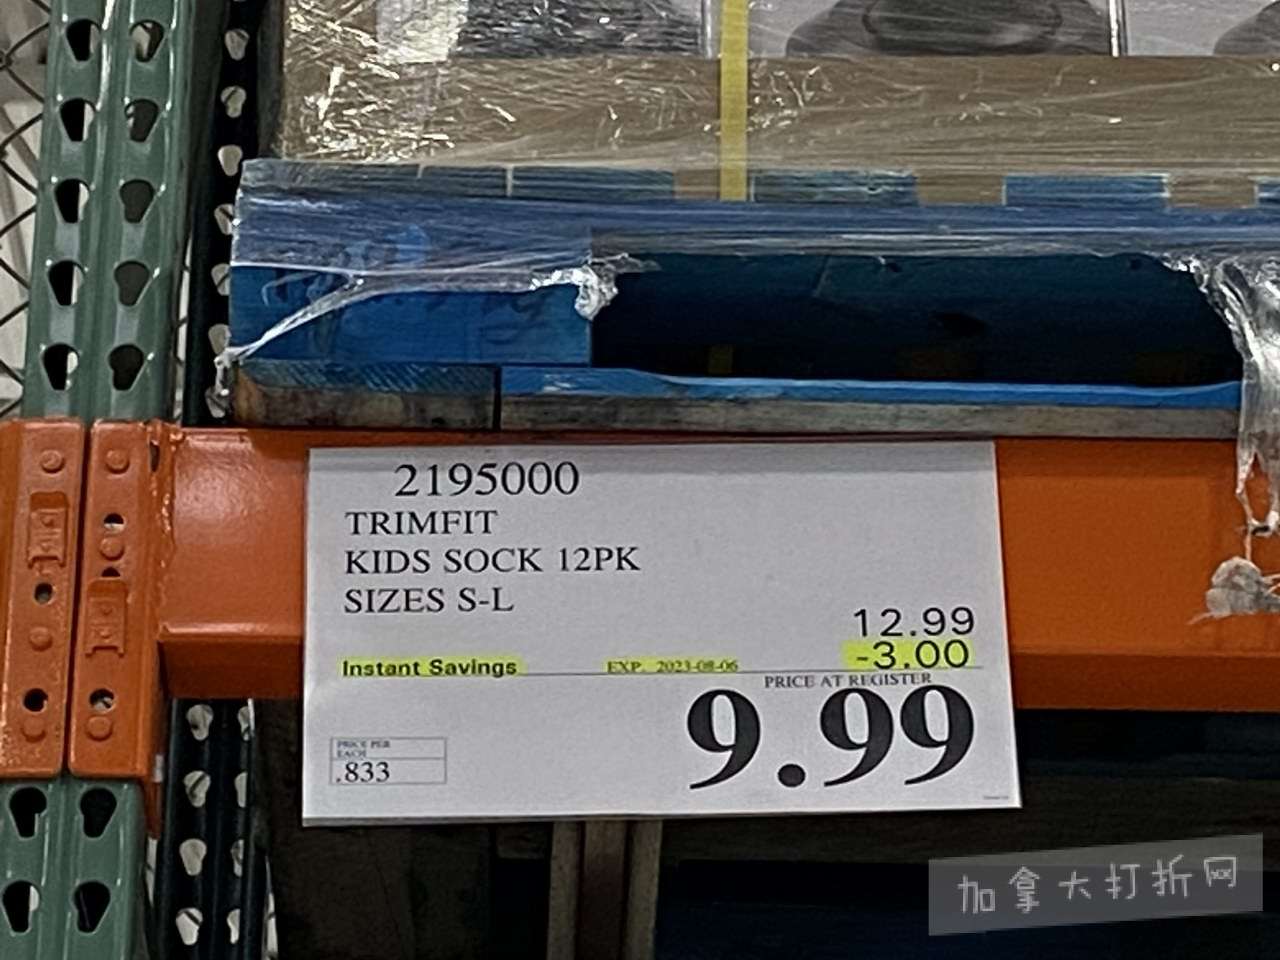 2195000
TRIMFIT
KIDS SOCK 12PK
SIZES S-L
12.99
Instant Savings EXP. 2023-08-06 -3.00
PRICE AT REGISTER
9.99
PRICE PER
EACH
.833
加拿大打折网